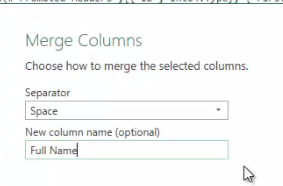 Merge Columns
Choose how to merge the selected columns.
Separator
Space
New column name (optional)
Full Name